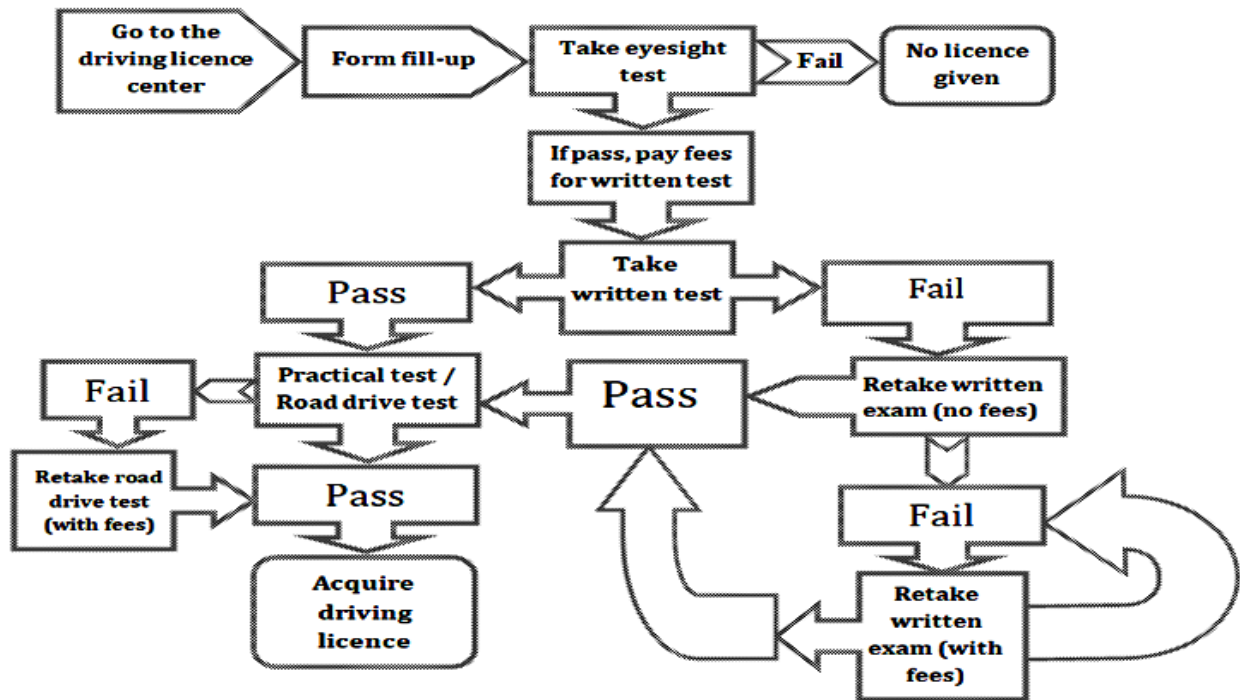 Go to the
driving licence
center
Form fill-up
Take eyesight
test
Fail
No licence
given
If pass, pay fees
for written test
Take
written test
Pass
Fail
Practical test /
Road drive test
Fail
Pass
Retake written
exam (no fees)
Retake road
drive test
(with fees)
Pass
Fail
Acquire
driving
licence
Retake
written
exam (with
fees)